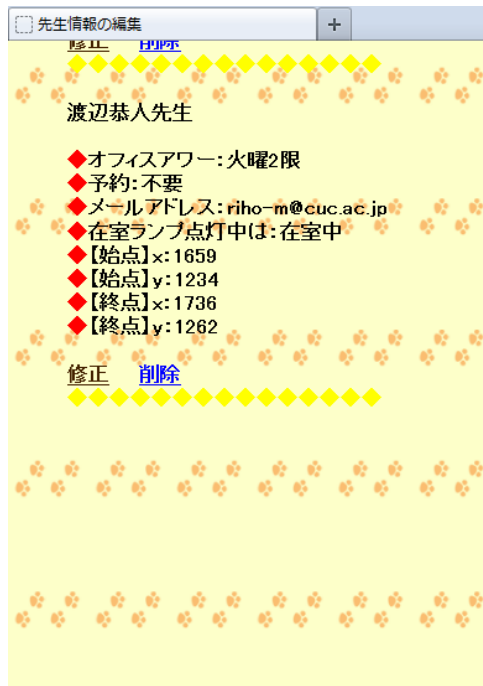 先生情報の編集
+
修正 削除
◆◆◆◆◆◆◆◆◆◆◆◆◆◆◆
渡辺恭人先生
◆オフィスアワー:火曜2限
◆予約:不要
◆メールアドレス:riho-m@cuc.ac.jp
◆在室ランプ点灯中は:在室中
◆【始点】x:1659
◆【始点】y:1234
◆【終点】x:1736
◆【終点】y:1262
修正 削除
◆◆◆◆◆◆◆◆◆◆◆◆◆◆◆